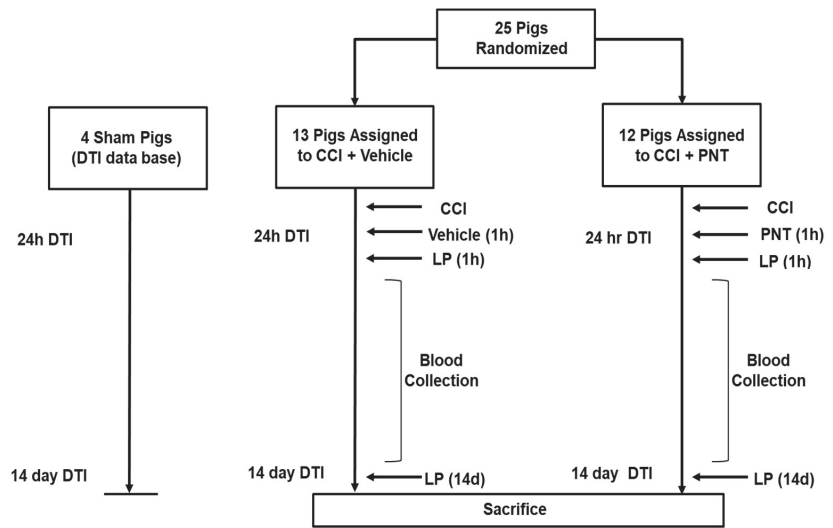 25 Pigs
Randomized
4 Sham Pigs
(DTI data base)
13 Pigs Assigned
to CCI + Vehicle
12 Pigs Assigned
to CCI + PNT
24h DTI
24h DTI
CCI
Vehicle (1h)
LP (1h)
24 hr DTI
CCI
PNT (1h)
LP (1h)
Blood
Collection
Blood
Collection
14 day DTI
14 day DTI
LP (14d)
14 day DTI
LP (14d)
Sacrifice